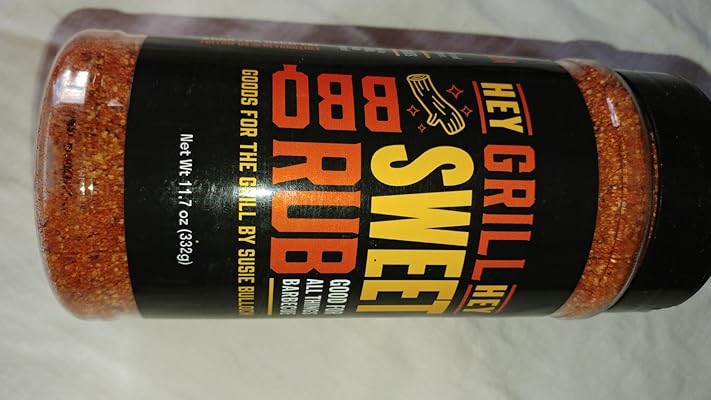 HEY GRILL HEY
SWEET
BBQ RUB
GOOD FOR
ALL THINGS
BARBECUE
GOODS FOR THE GRILL BY SUSIE BULLOCK
Net Wt 11.7 oz (332g)